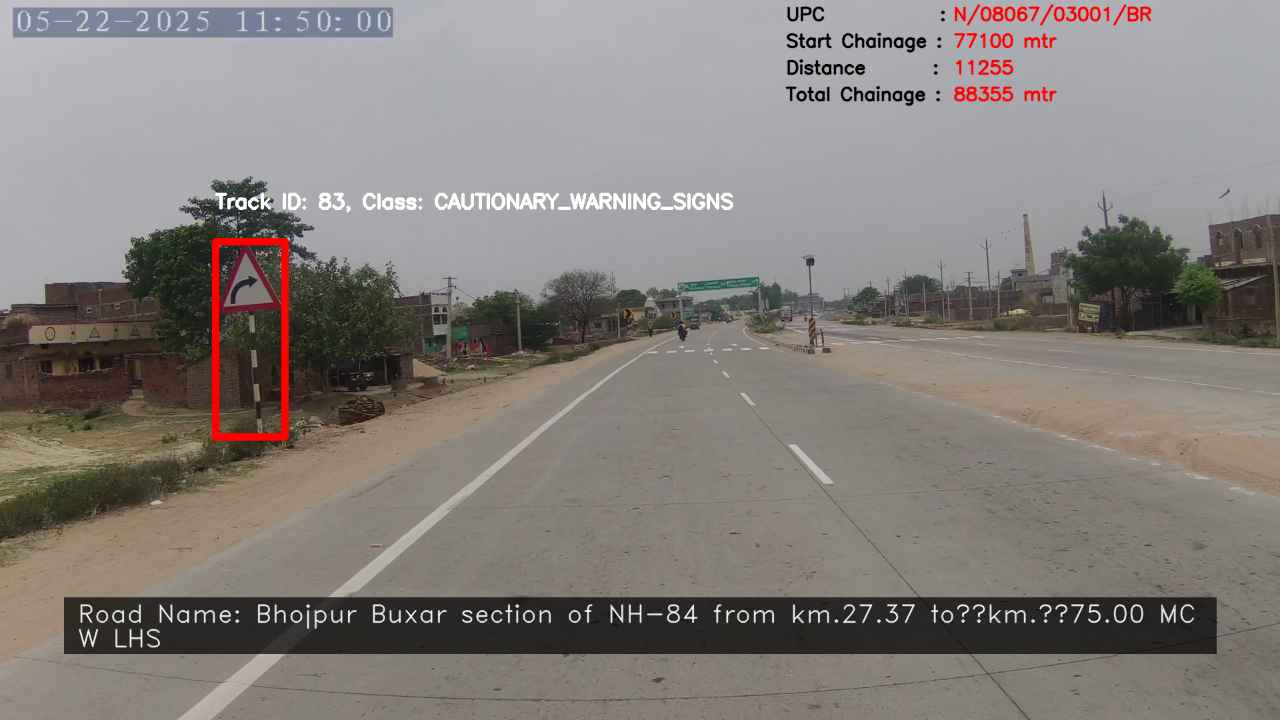 05-22-2025 11:50:00
UPC : N/08067/03001/BR
Start Chainage : 77100 mtr
Distance : 11255
Total Chainage : 88355 mtr
Track ID: 83, Class: CAUTIONARY_WARNING_SIGNS
Road Name: Bhojpur Buxar section of NH-84 from km.27.37 to??km.??75.00 MC
W LHS